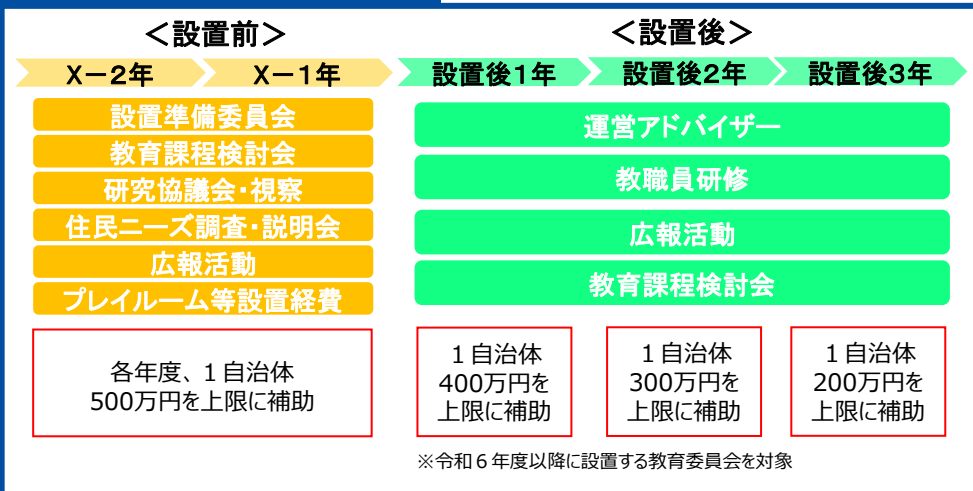 ＜設置前＞
＜設置後＞
X－2年
X－1年
設置後1年
設置後2年
設置後3年
設置準備委員会
教育課程検討会
研究協議会・視察
住民ニーズ調査・説明会
広報活動
プレイルーム等設置経費
運営アドバイザー
教職員研修
広報活動
教育課程検討会
各年度、１自治体
500万円を上限に補助
１自治体
400万円を
上限に補助
１自治体
300万円を
上限に補助
１自治体
200万円を
上限に補助
※令和６年度以降に設置する教育委員会を対象